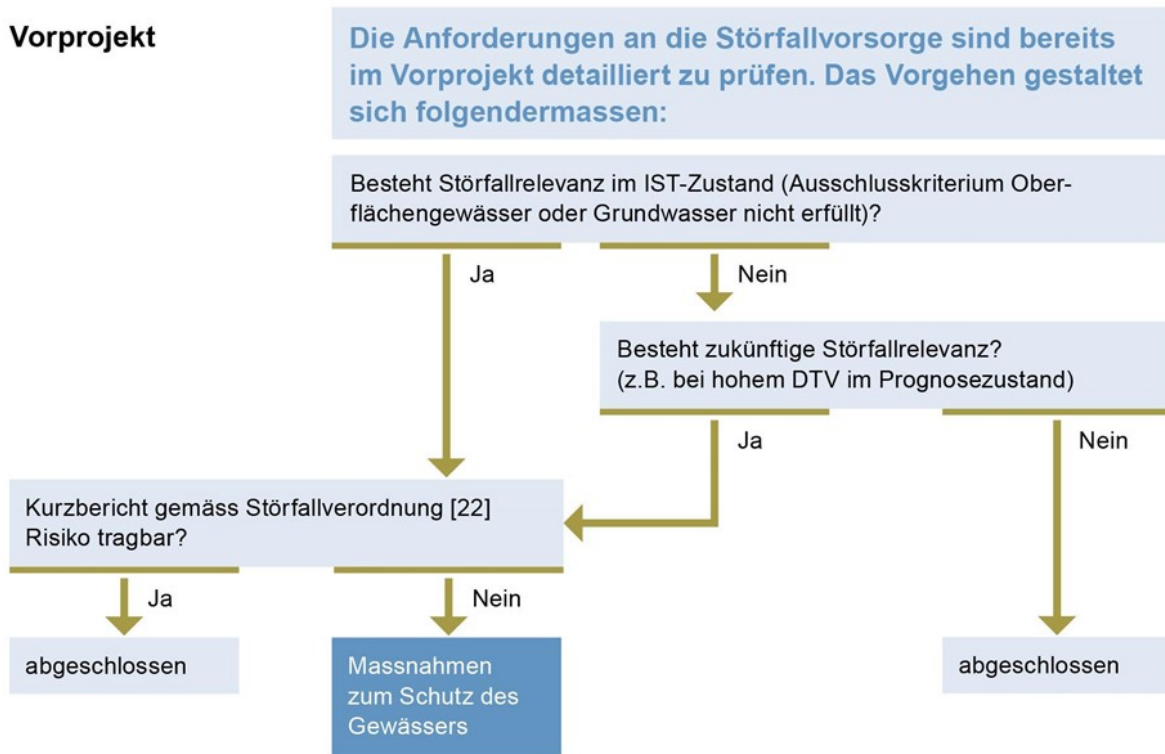 Vorprojekt
Die Anforderungen an die Störfallvorsorge sind bereits
im Vorprojekt detailliert zu prüfen. Das Vorgehen gestaltet
sich folgendermassen:
Besteht Störfallrelevanz im IST-Zustand (Ausschlusskriterium Ober-
flächengewässer oder Grundwasser nicht erfüllt)?
Ja
Nein
Besteht zukünftige Störfallrelevanz?
(z.B. bei hohem DTV im Prognosezustand)
Ja
Nein
Kurzbericht gemäss Störfallverordnung [22]
Risiko tragbar?
Ja
Nein
abgeschlossen
Massnahmen
zum Schutz des
Gewässers
abgeschlossen